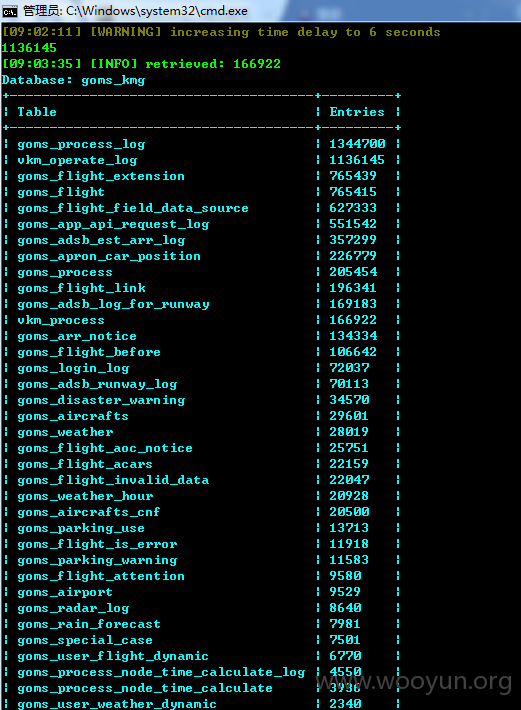 管理员: C:\Windows\system32\cmd.exe
[09:02:11] [WARNING] increasing time delay to 6 seconds
1136145
[09:03:35] [INFO] retrieved: 166922
Database: goms_kmg
+---------------------------------------+---------+
| Table | Entries |
+---------------------------------------+---------+
| goms_process_log | 1344700 |
| vkm_operate_log | 1136145 |
| goms_flight_extension | 765439 |
| goms_flight | 765415 |
| goms_flight_field_data_source | 627333 |
| goms_app_api_request_log | 551542 |
| goms_adsb_est_arr_log | 357299 |
| goms_apron_car_position | 226779 |
| goms_process | 205454 |
| goms_flight_link | 196341 |
| goms_adsb_log_for_runway | 169183 |
| vkm_process | 166922 |
| goms_arr_notice | 134334 |
| goms_flight_before | 106642 |
| goms_login_log | 72037 |
| goms_adsb_runway_log | 70113 |
| goms_disaster_warning | 34570 |
| goms_aircrafts | 29601 |
| goms_weather | 28019 |
| goms_flight_aoc_notice | 25751 |
| goms_flight_acars | 22159 |
| goms_flight_invalid_data | 22047 |
| goms_weather_hour | 20928 |
| goms_aircrafts_cnf | 20500 |
| goms_parking_use | 13713 |
| goms_flight_is_error | 11918 |
| goms_parking_warning | 11583 |
| goms_flight_attention | 9580 |
| goms_airport | 9529 |
| goms_radar_log | 8640 |
| goms_rain_forecast | 7981 |
| goms_special_case | 7501 |
| goms_user_flight_dynamic | 6770 |
| goms_process_node_time_calculate_log | 4550 |
| goms_process_node_time_calculate | 3936 |
| goms_user_weather_dynamic | 2340 |
www.wooyun.org